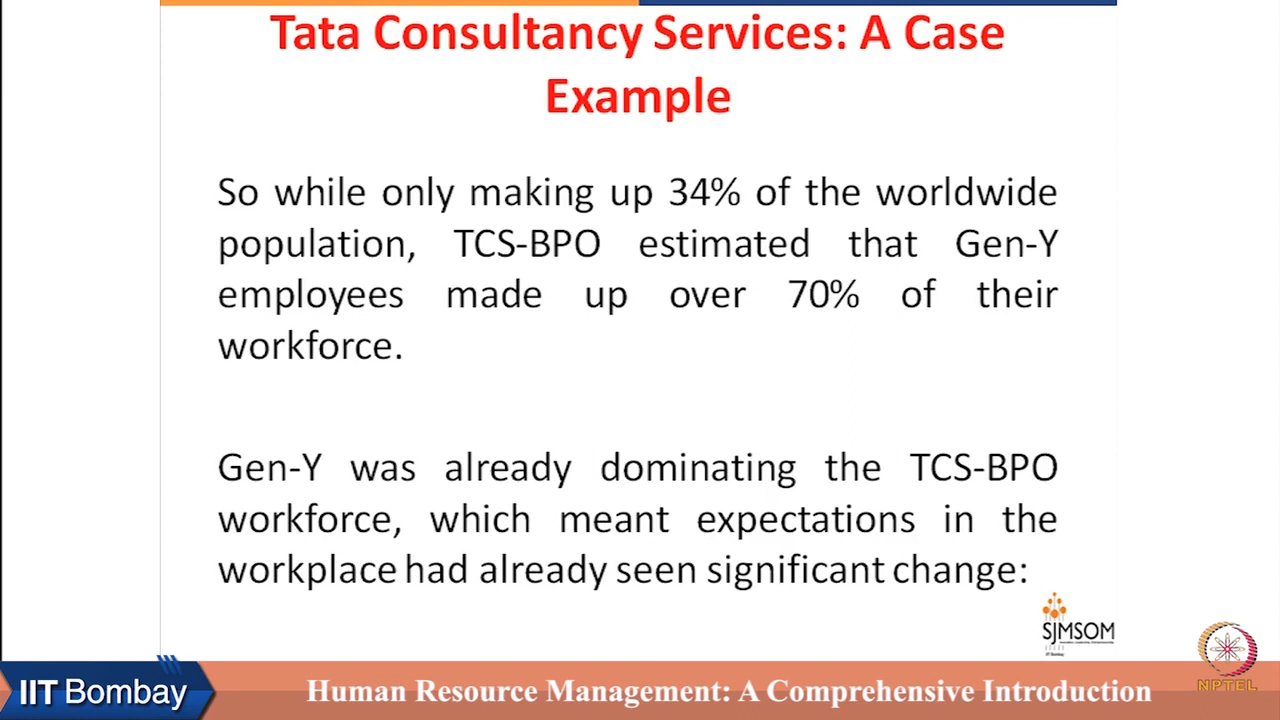 Tata Consultancy Services: A Case
Example
So while only making up 34% of the worldwide
population, TCS-BPO estimated that Gen-Y
employees made up over 70% of their
workforce.
Gen-Y was already dominating the TCS-BPO
workforce, which meant expectations in the
workplace had already seen significant change:
SJMSOM
IIT Bombay
NPTEL
IIT Bombay
Human Resource Management: A Comprehensive Introduction